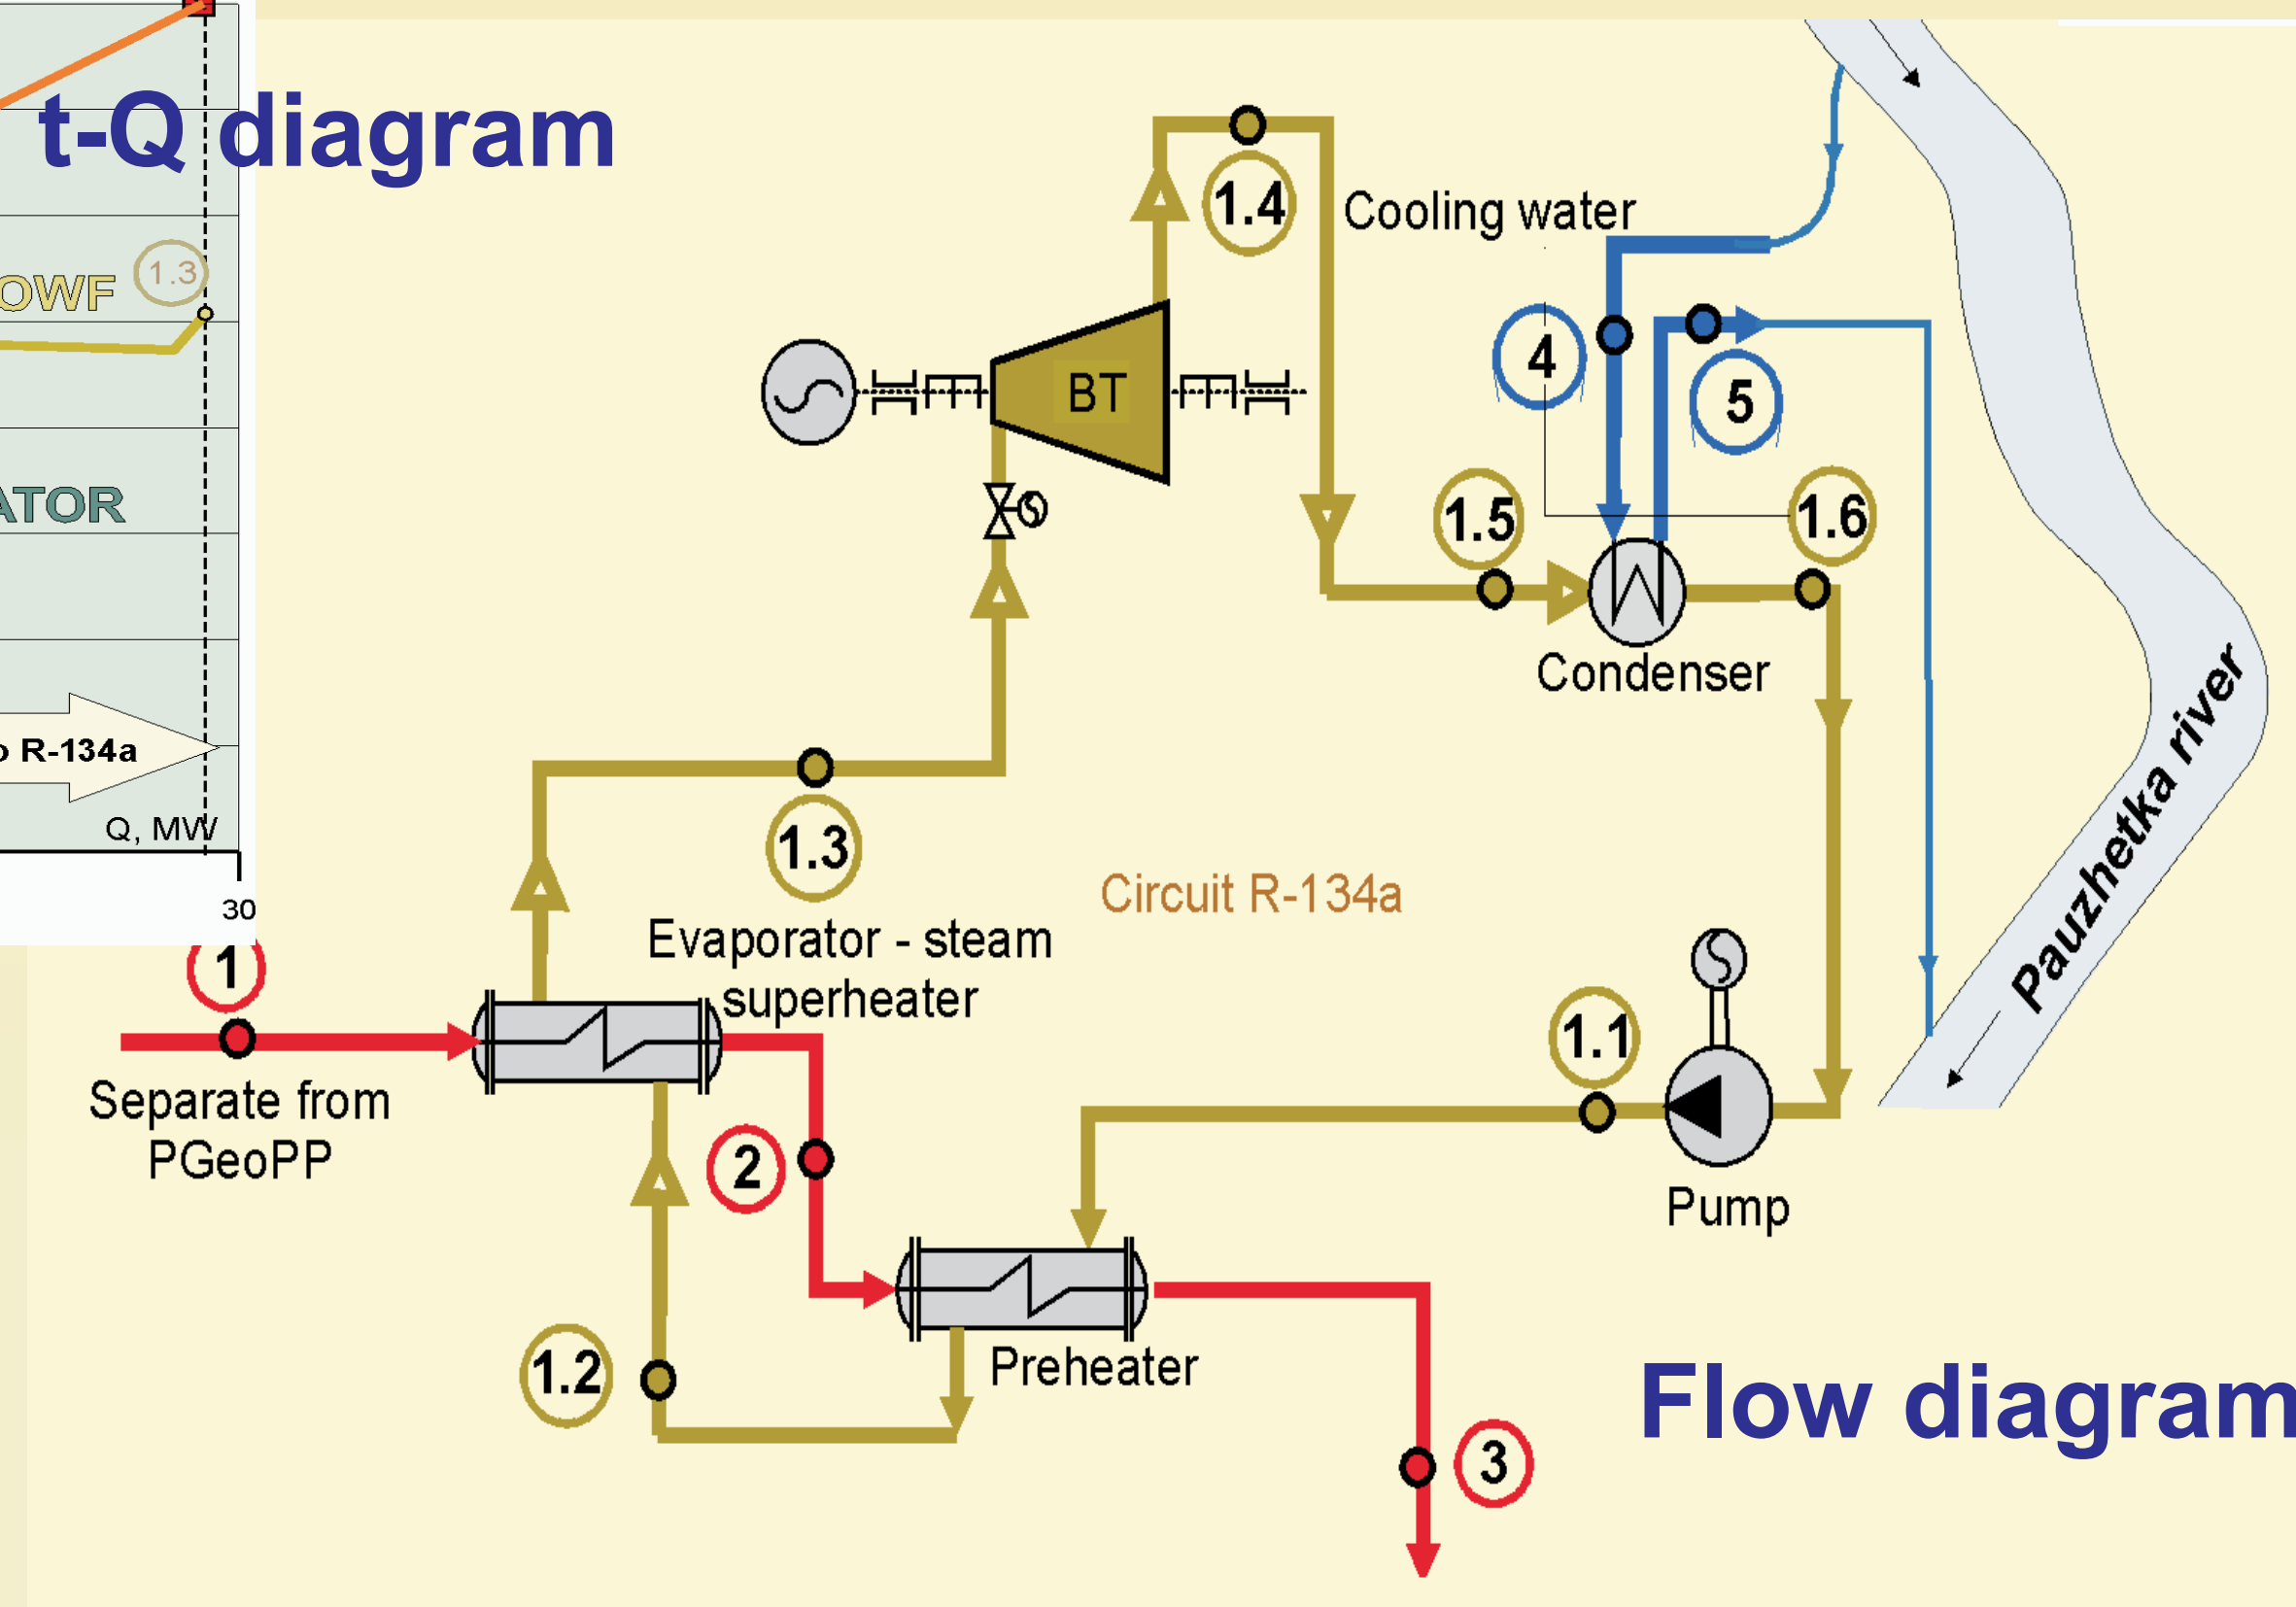 t-Q diagram
1.3
OWF
ATOR
R-134a
Q, MW
30
1.4
Cooling water
4
5
BT
1.5
1.6
Condenser
Pauzhetka river
1.3
Circuit R-134a
Evaporator - steam
superheater
1
Separate from
PGeoPP
1.1
2
Pump
Preheater
1.2
Flow diagram
3